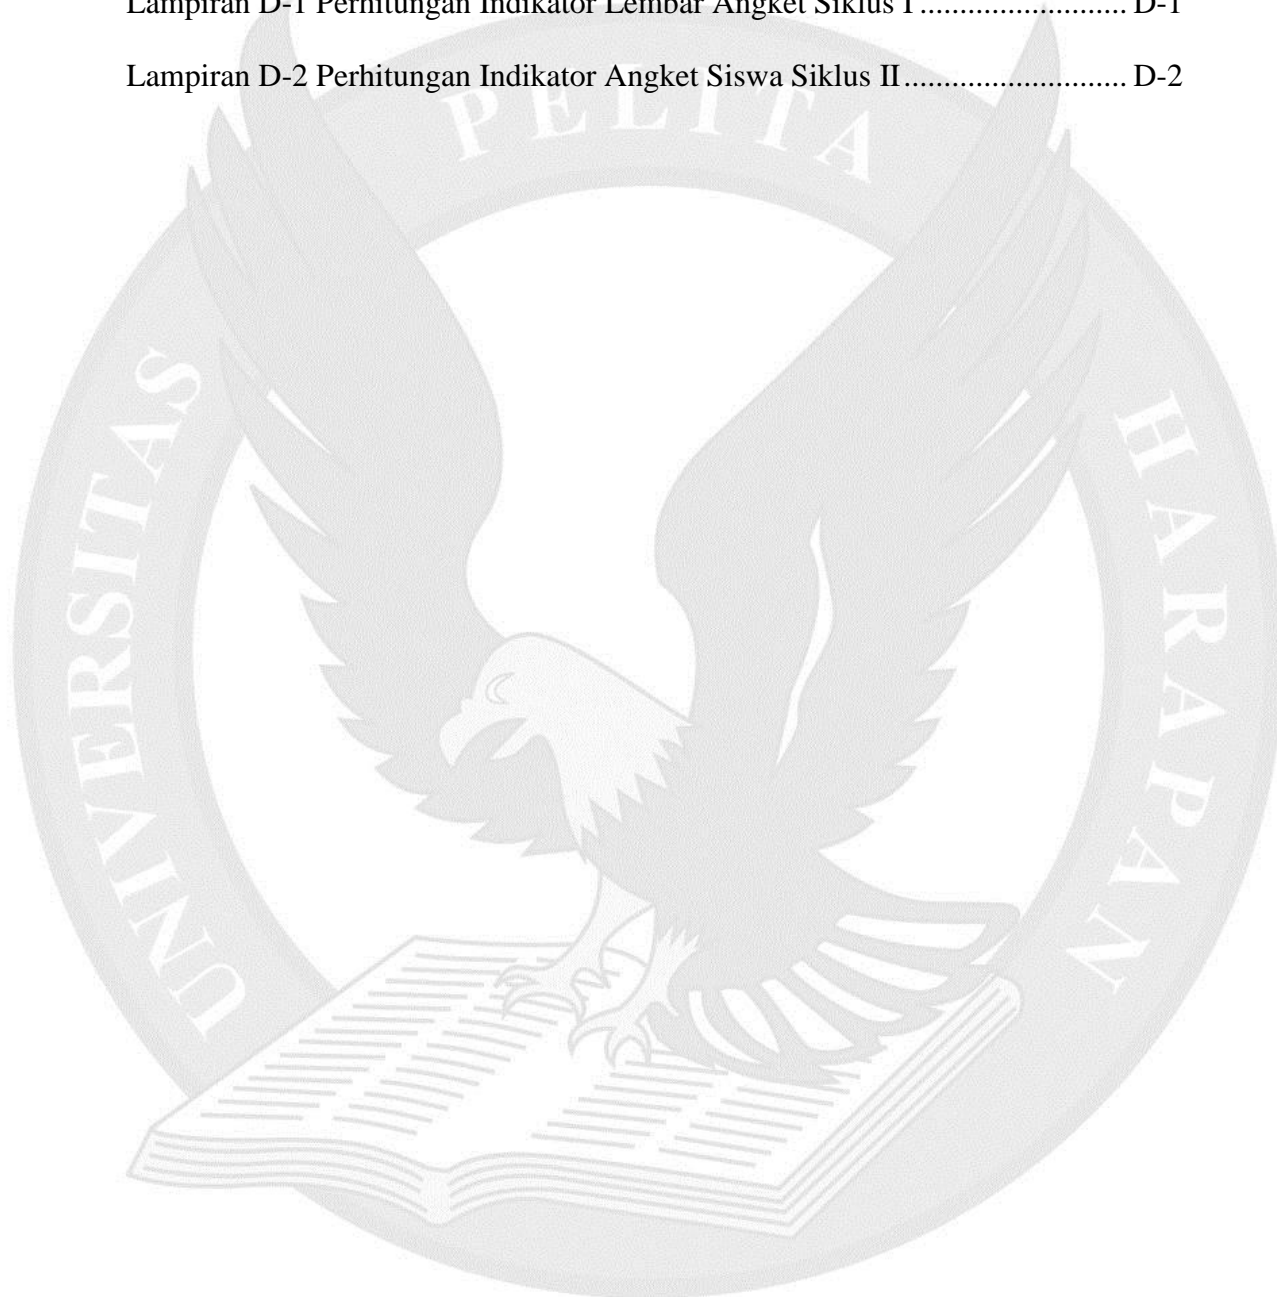 Lampiran D-1 Perhitungan Indikator Lembar Angket Siklus I .......................... D-1
Lampiran D-2 Perhitungan Indikator Angket Siswa Siklus II ............................ D-2
UNIVERSITAS PELITA HARAPAN